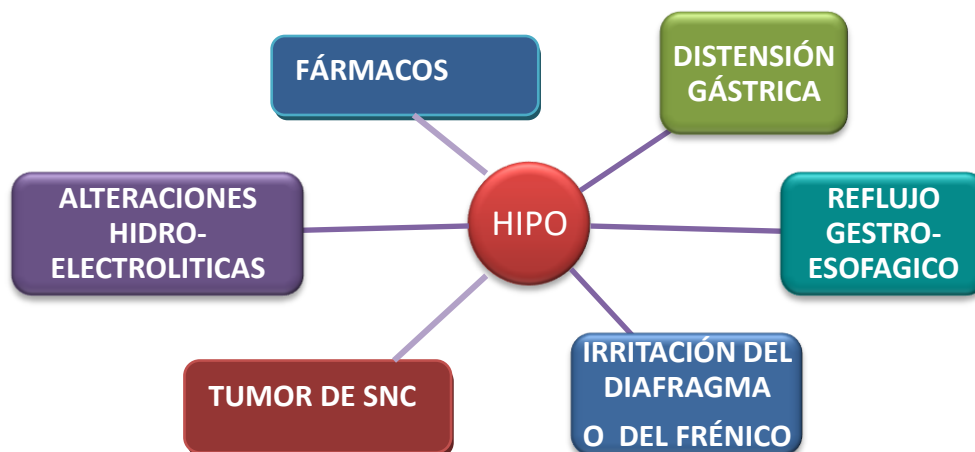 FÁRMACOS
DISTENSIÓN
GÁSTRICA
ALTERACIONES
HIDRO-
ELECTROLITICAS
HIPO
REFLUJO
GESTRO-
ESOFAGICO
TUMOR DE SNC
IRRITACIÓN DEL
DIAFRAGMA
O DEL FRÉNICO